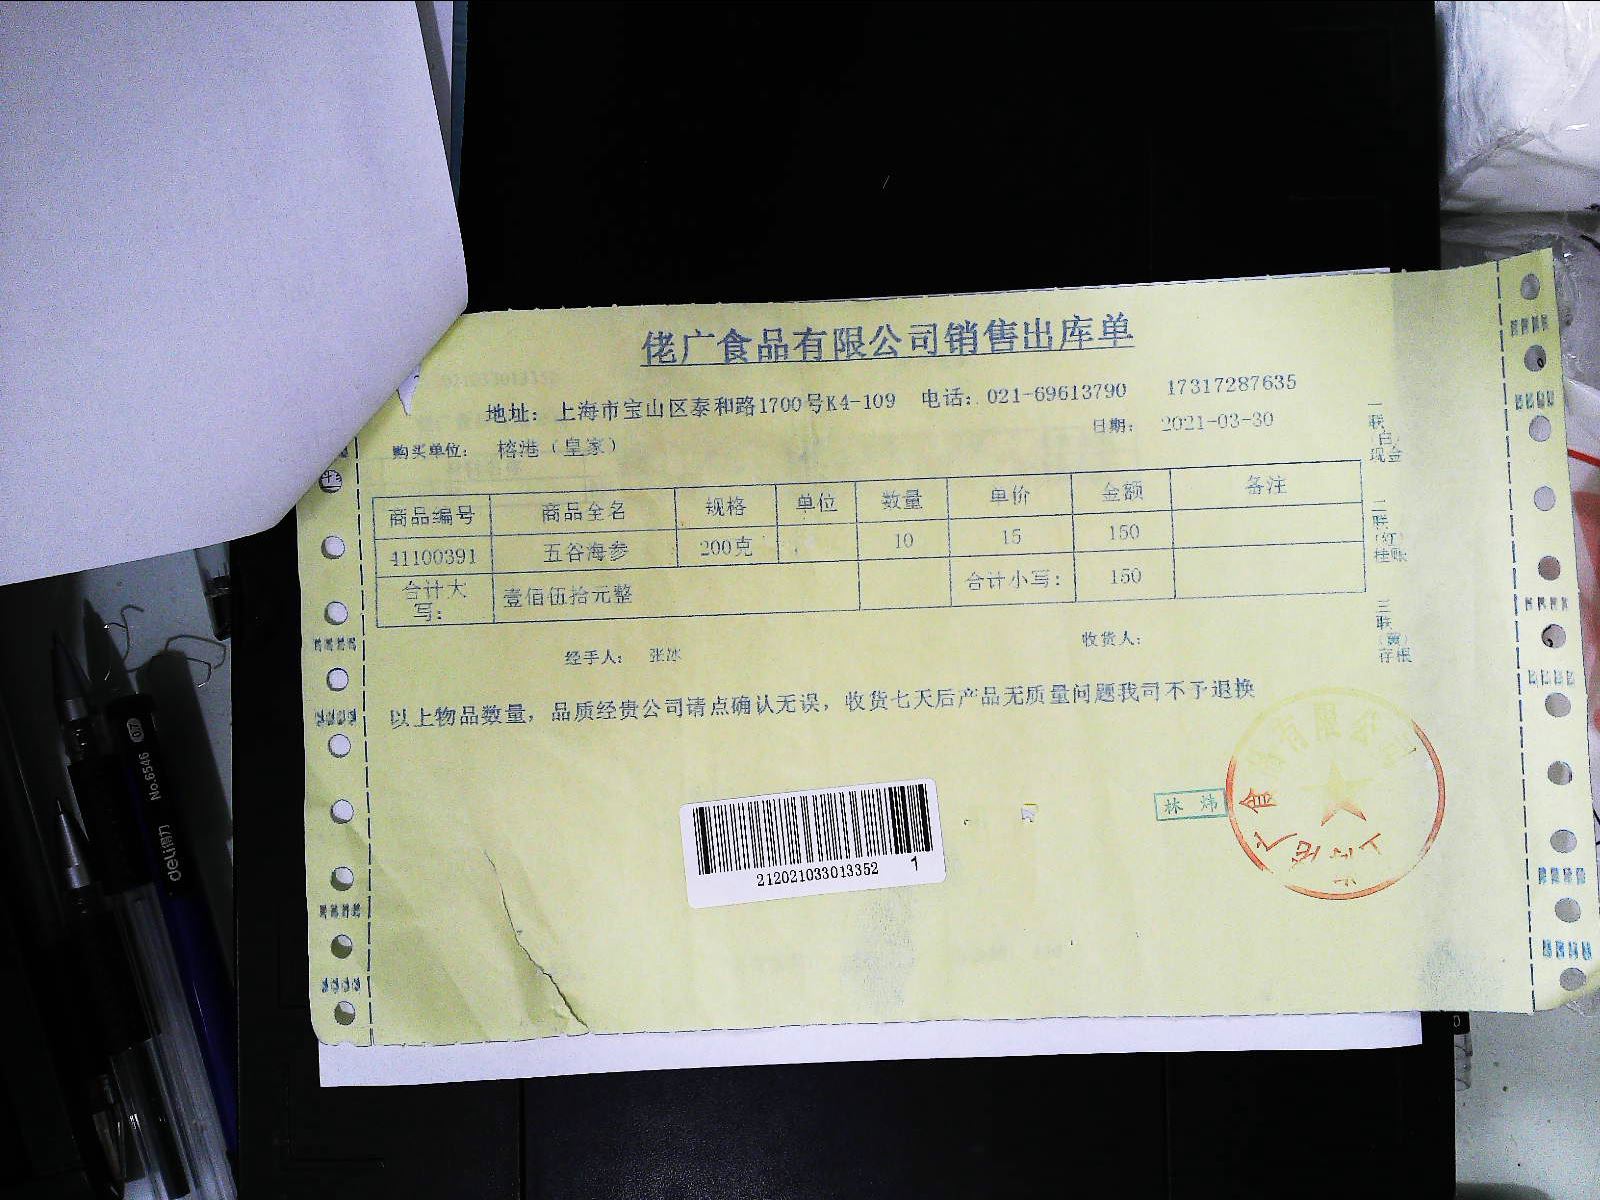 佬广食品有限公司销售出库单
地址：上海市宝山区泰和路1700号K4-109 电话：021-69613790 17317287635
购买单位：榕港（皇家） 日期：2021-03-30
商品编号 商品全名 规格 单位 数量 单价 金额 备注
41100391 五谷海参 200克 10 15 150
合计大写： 壹佰伍拾元整 合计小写： 150
经手人：张冰 收货人：
以上物品数量，品质经贵公司请点确认无误，收货七天后产品无质量问题我司不予退换
一联（白）现金
二联（红）挂账
三联（黄）存根
林炜
212021033013352 1
deli得力 No.6546